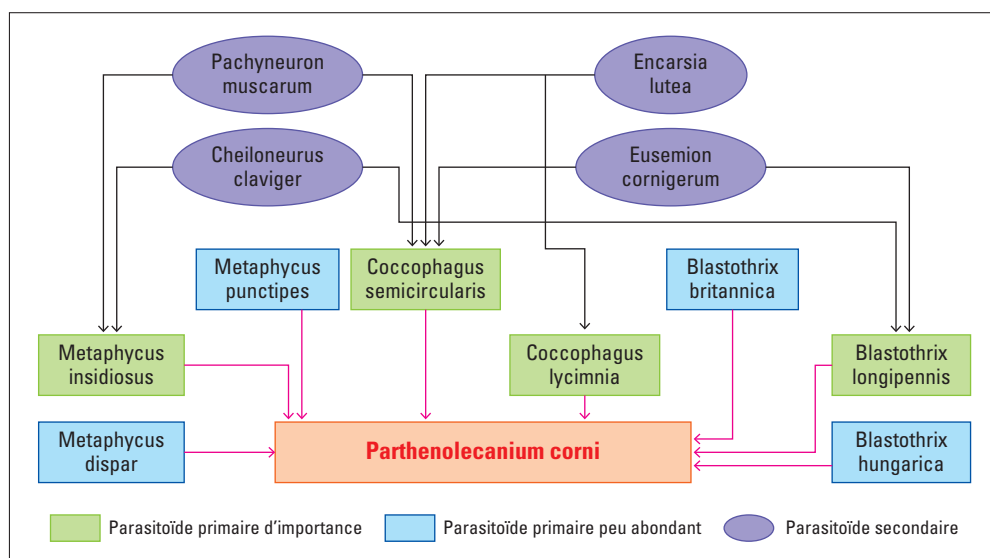 Pachyneuron
muscarum
Encarsia
lutea
Cheiloneurus
claviger
Eusemion
cornigerum
Metaphycus
punctipes
Coccophagus
semicircularis
Blastothrix
britannica
Metaphycus
insidiosus
Coccophagus
lycimnia
Blastothrix
longipennis
Metaphycus
dispar
Parthenolecanium corni
Blastothrix
hungarica
Parasitoïde primaire d'importance
Parasitoïde primaire peu abondant
Parasitoïde secondaire